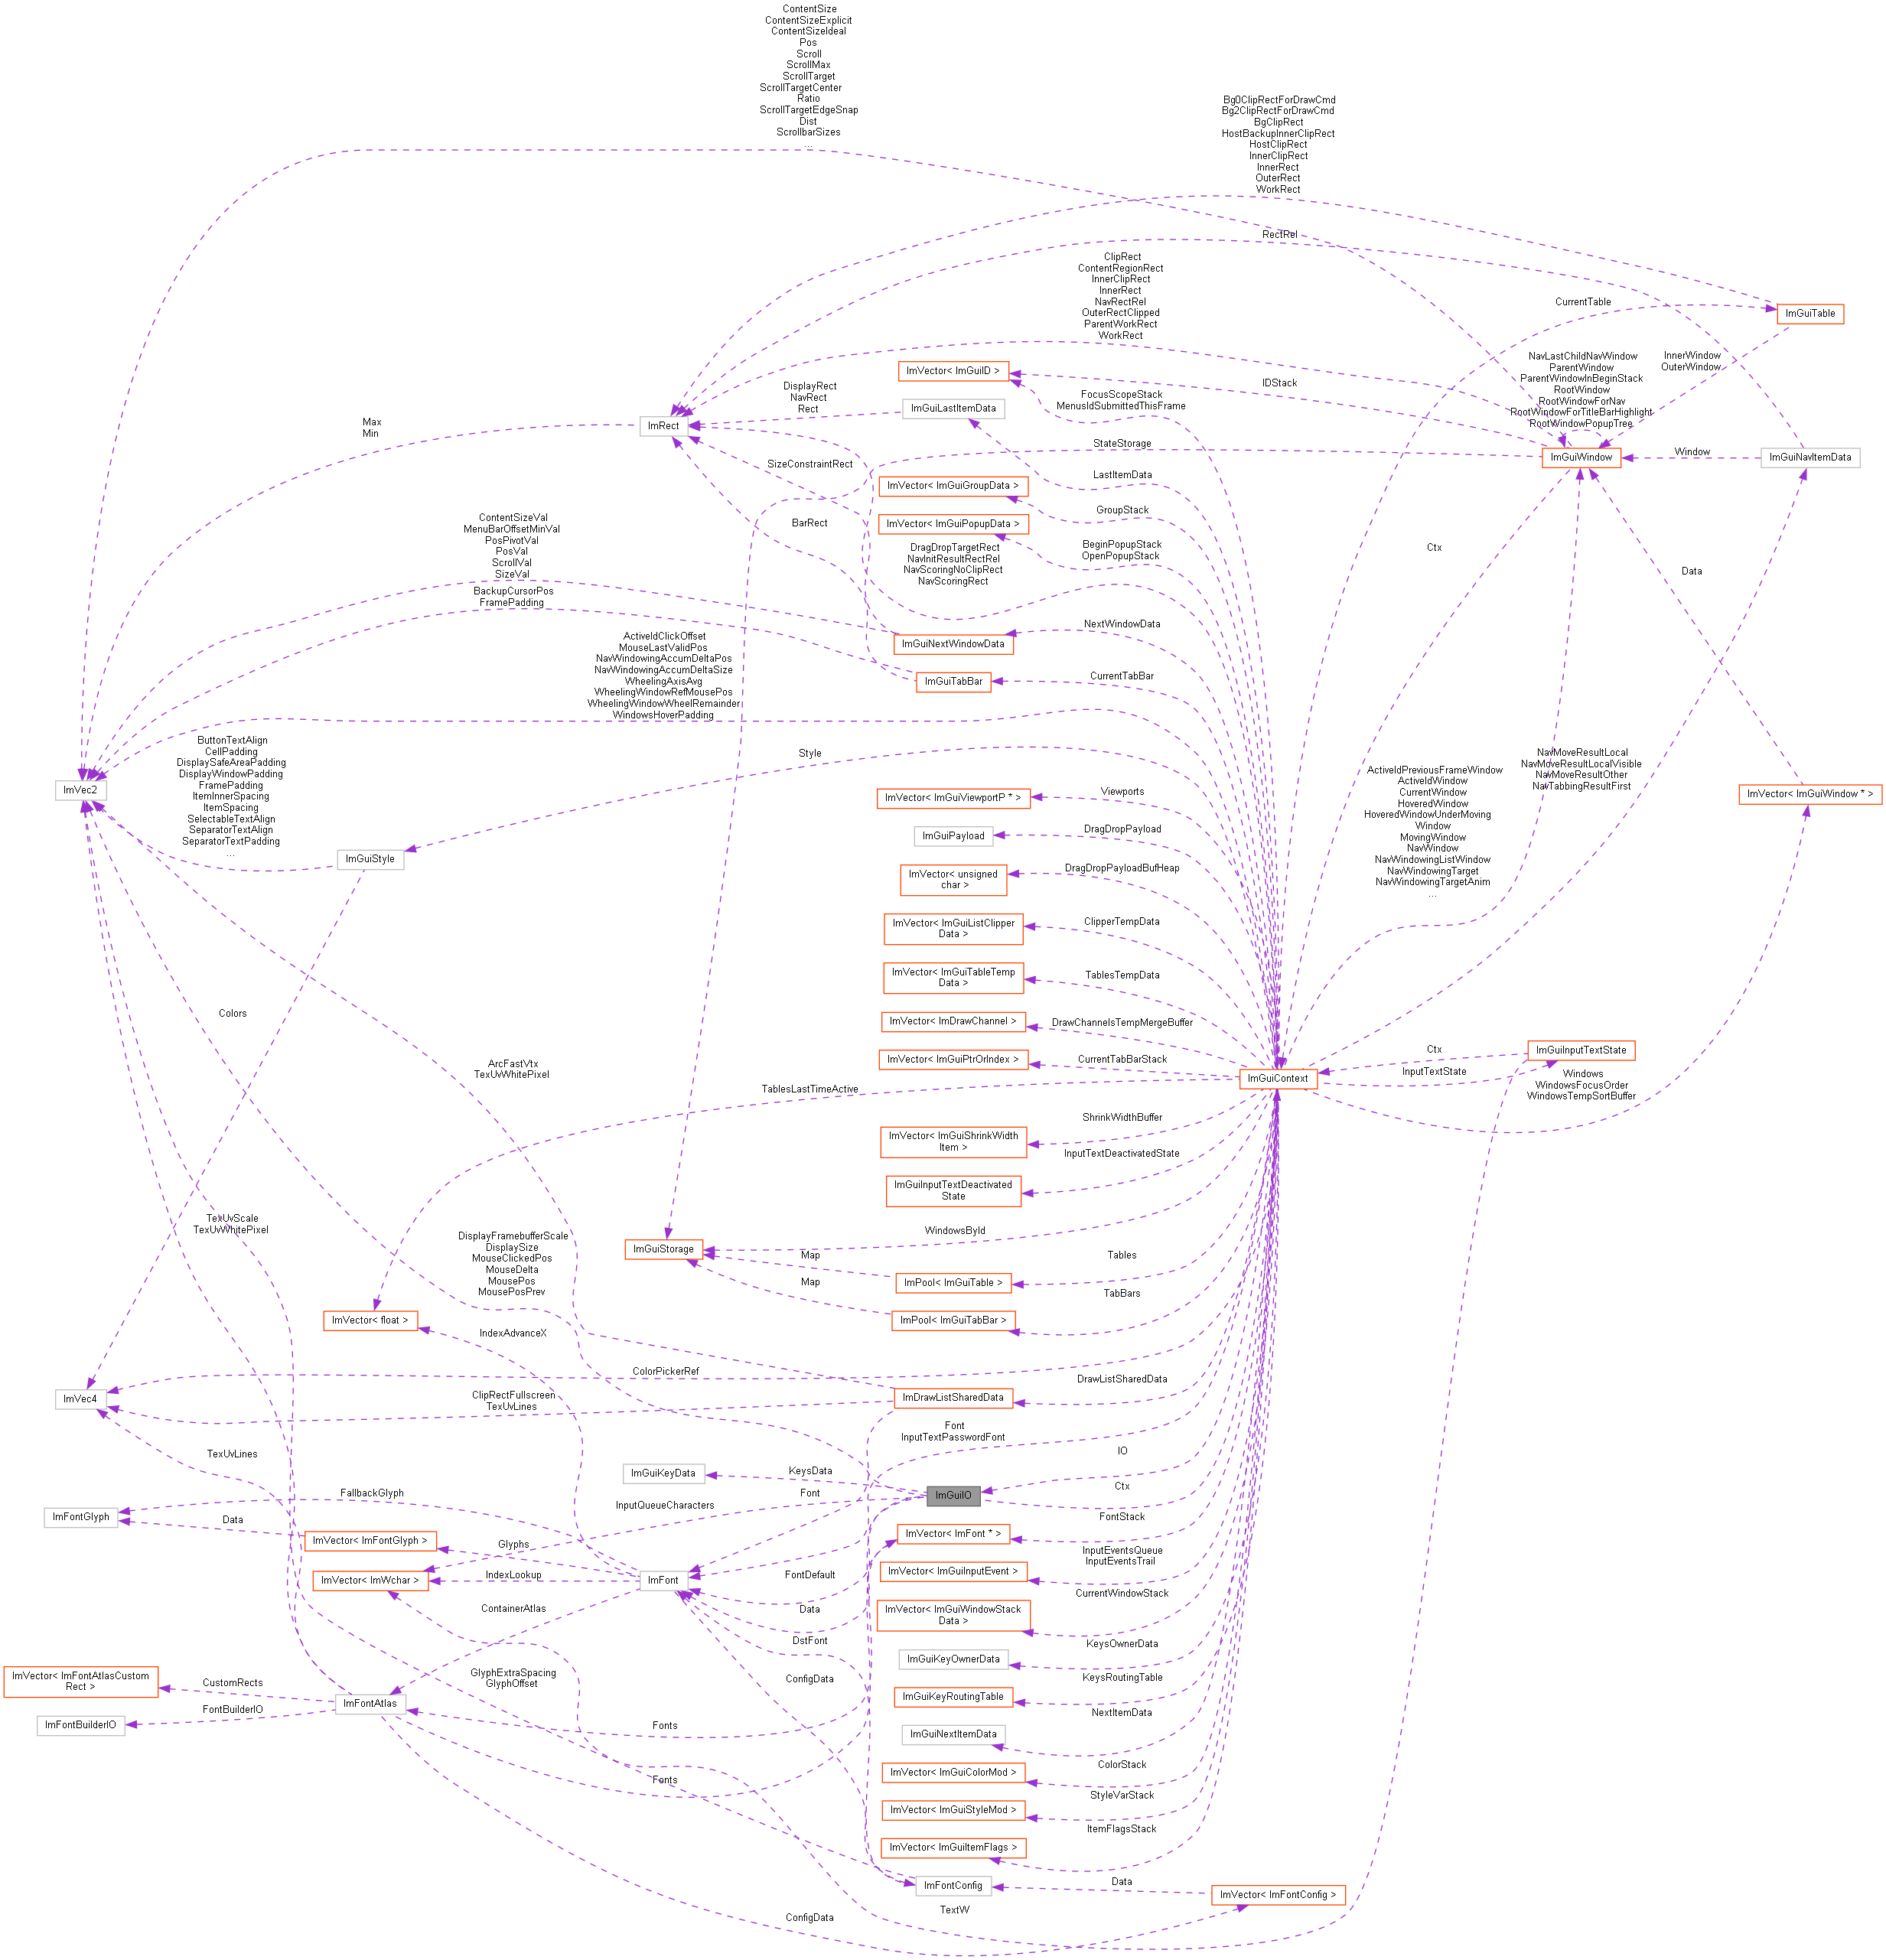 ContentSize
ContentSizeExplicit
ContentSizeIdeal
Pos
Scroll
ScrollMax
ScrollTarget
ScrollTargetCenter
Ratio
ScrollTargetEdgeSnap
Dist
ScrollbarSizes
...
Bg0ClipRectForDrawCmd
Bg2ClipRectForDrawCmd
BgClipRect
HostBackupInnerClipRect
HostClipRect
InnerClipRect
InnerRect
OuterRect
WorkRect
RectRel
ClipRect
ContentRegionRect
InnerClipRect
InnerRect
NavRectRel
OuterRectClipped
ParentWorkRect
WorkRect
CurrentTable
ImGuiTable
InnerWindow
OuterWindow
NavLastChildNavWindow
ParentWindow
ParentWindowInBeginStack
RootWindow
RootWindowForNav
RootWindowForTitleBarHighlight
RootWindowPopupTree
ImVector< ImGuiID >
IDStack
DisplayRect
NavRect
Rect
ImGuiLastItemData
FocusScopeStack
MenusIdSubmittedThisFrame
Max
Min
ImRect
StateStorage
ImGuiWindow
Window
ImGuiNavItemData
SizeConstraintRect
LastItemData
ImVector< ImGuiGroupData >
GroupStack
BarRect
ImVector< ImGuiPopupData >
BeginPopupStack
OpenPopupStack
DragDropTargetRect
NavInitResultRectRel
NavScoringNoClipRect
NavScoringRect
Ctx
Data
ContentSizeVal
MenuBarOffsetMinVal
PosPivotVal
PosVal
ScrollVal
SizeVal
BackupCursorPos
FramePadding
NextWindowData
ImGuiNextWindowData
ActiveIdClickOffset
MouseLastValidPos
NavWindowingAccumDeltaPos
NavWindowingAccumDeltaSize
WheelingAxisAvg
WheelingWindowRefMousePos
WheelingWindowWheelRemainder
WindowsHoverPadding
ImGuiTabBar
CurrentTabBar
ButtonTextAlign
CellPadding
DisplaySafeAreaPadding
DisplayWindowPadding
FramePadding
ItemInnerSpacing
ItemSpacing
SelectableTextAlign
SeparatorTextAlign
SeparatorTextPadding
...
ImVec2
Style
ImGuiStyle
NavMoveResultLocal
NavMoveResultLocalVisible
NavMoveResultOther
NavTabbingResultFirst
ActiveIdPreviousFrameWindow
ActiveIdWindow
CurrentWindow
HoveredWindow
HoveredWindowUnderMoving
Window
MovingWindow
NavWindow
NavWindowingListWindow
NavWindowingTarget
NavWindowingTargetAnim
...
ImVector< ImGuiWindow * >
ImVector< ImGuiViewportP * >
Viewports
ImGuiPayload
DragDropPayload
ImVector< unsigned
char >
DragDropPayloadBufHeap
ImVector< ImGuiListClipper
Data >
ClipperTempData
ImVector< ImGuiTableTemp
Data >
TablesTempData
Colors
ImVector< ImDrawChannel >
DrawChannelsTempMergeBuffer
ArcFastVtx
TexUvWhitePixel
ImVector< ImGuiPtrOrIndex >
CurrentTabBarStack
TablesLastTimeActive
ImGuiContext
Ctx
InputTextState
ImGuiInputTextState
Windows
WindowsFocusOrder
WindowsTempSortBuffer
ImVector< ImGuiShrinkWidth
Item >
ShrinkWidthBuffer
ImGuiInputTextDeactivated
State
InputTextDeactivatedState
TexUvScale
TexUvWhitePixel
DisplayFramebufferScale
DisplaySize
MouseClickedPos
MouseDelta
MousePos
MousePosPrev
ImGuiStorage
WindowsById
Map
ImPool< ImGuiTable >
Tables
Map
ImPool< ImGuiTabBar >
TabBars
ImVector< float >
IndexAdvanceX
ColorPickerRef
ImVec4
ClipRectFullscreen
TexUvLines
ImDrawListSharedData
DrawListSharedData
Font
InputTextPasswordFont
TexUvLines
ImGuiKeyData
KeysData
IO
Ctx
ImGuiIO
FallbackGlyph
InputQueueCharacters
Font
ImFontGlyph
Data
ImVector< ImFontGlyph >
Glyphs
ImVector< ImFont * >
FontStack
ImVector< ImWchar >
IndexLookup
ImFont
FontDefault
ImVector< ImGuiInputEvent >
InputEventsQueue
InputEventsTrail
ContainerAtlas
Data
ImVector< ImGuiWindowStack
Data >
CurrentWindowStack
DstFont
ImGuiKeyOwnerData
KeysOwnerData
ImVector< ImFontAtlasCustom
Rect >
CustomRects
GlyphExtraSpacing
GlyphOffset
ConfigData
ImGuiKeyRoutingTable
KeysRoutingTable
ImFontAtlas
FontBuilderIO
ImFontBuilderIO
Fonts
ImGuiNextItemData
NextItemData
Fonts
ImVector< ImGuiColorMod >
ColorStack
ImVector< ImGuiStyleMod >
StyleVarStack
ImVector< ImGuiItemFlags >
ItemFlagsStack
ImFontConfig
Data
ImVector< ImFontConfig >
TextW
ConfigData